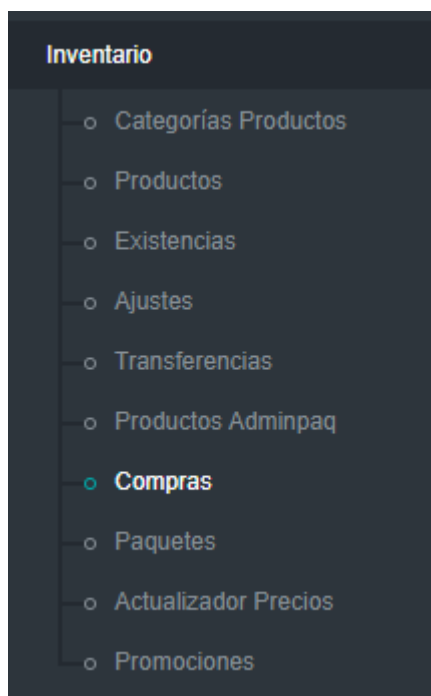 Inventario
Categorías Productos
Productos
Existencias
Ajustes
Transferencias
Productos Adminpaq
Compras
Paquetes
Actualizador Precios
Promociones